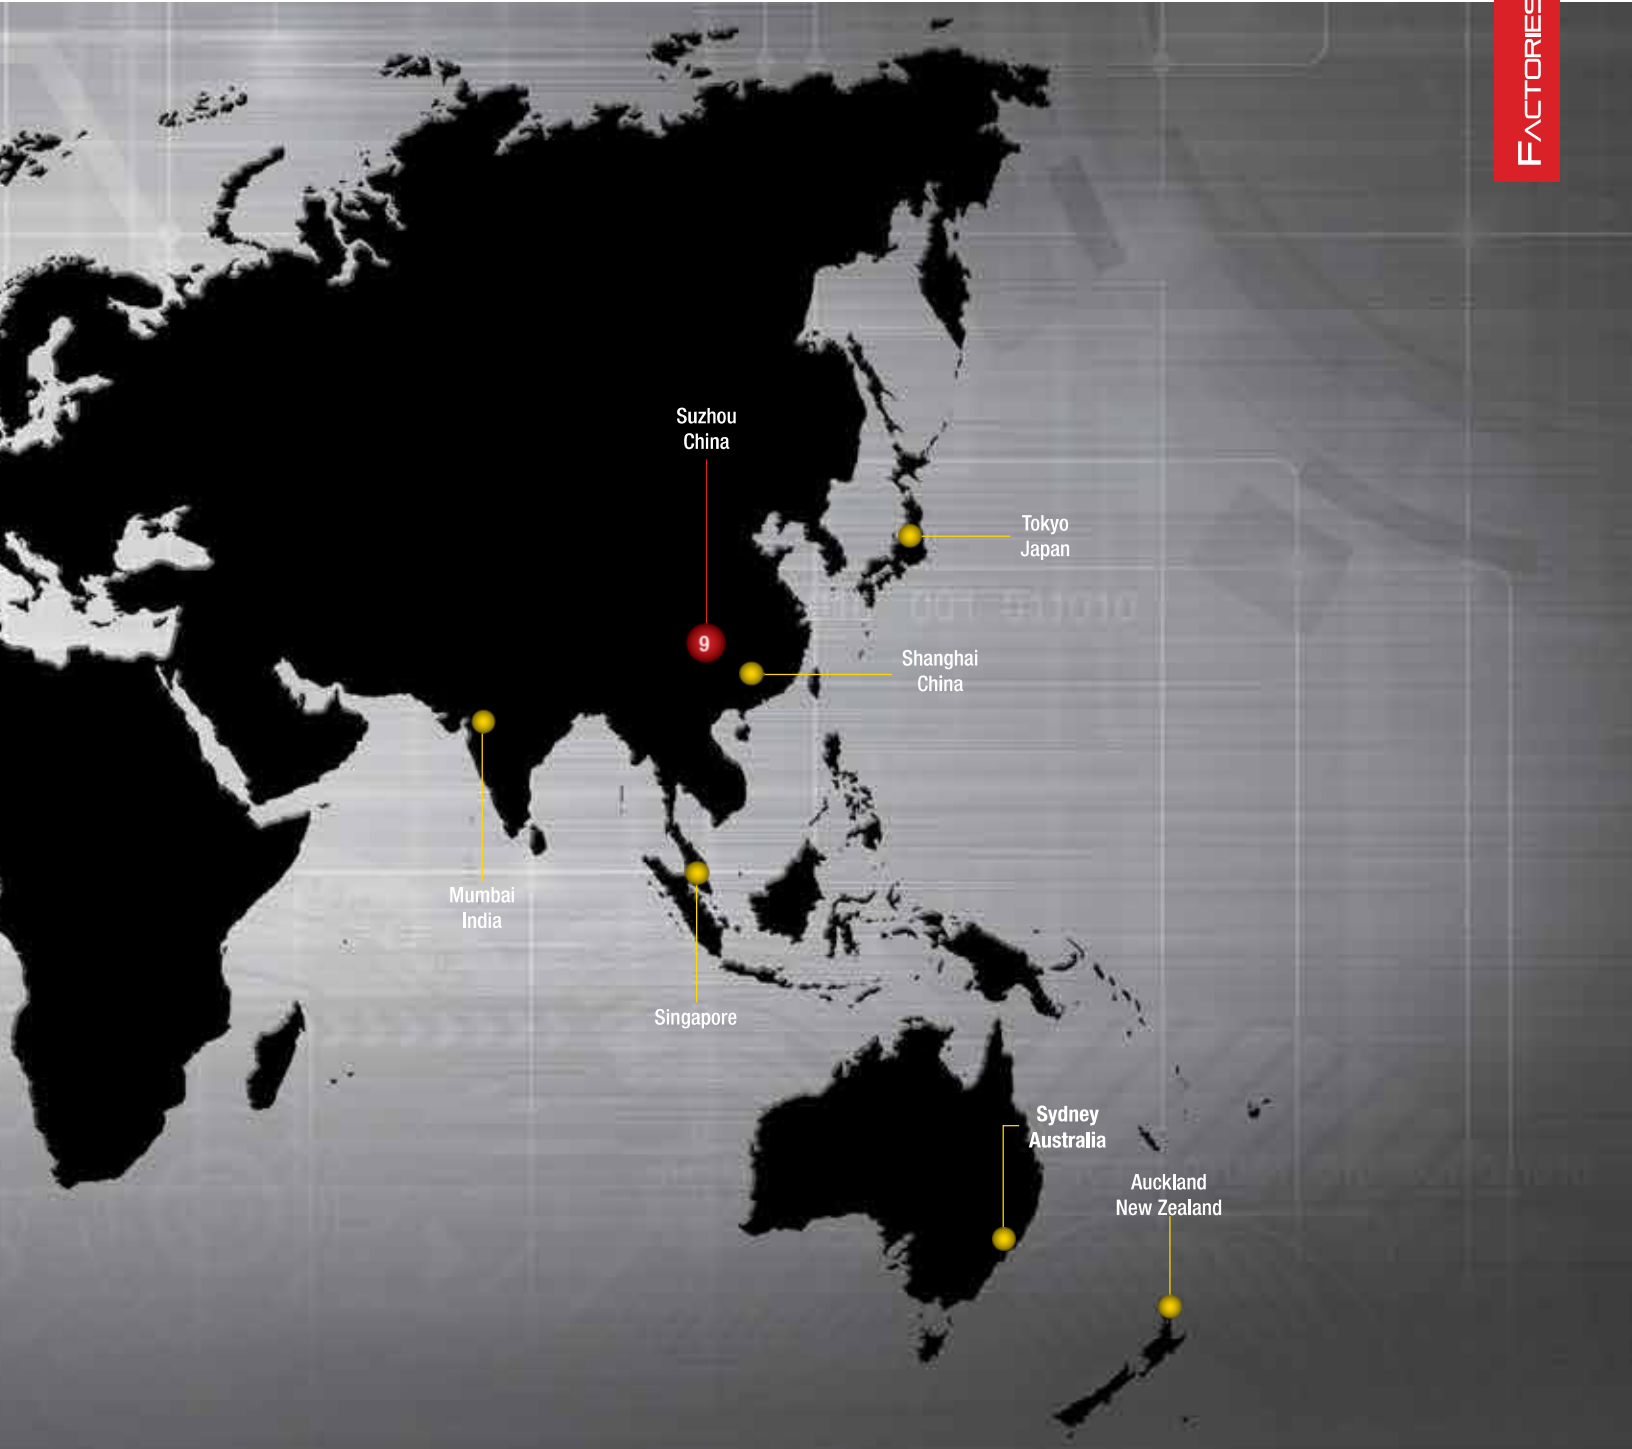 FACTORIES
Suzhou
China
Tokyo
Japan
9
Shanghai
China
Mumbai
India
Singapore
Sydney
Australia
Auckland
New Zealand